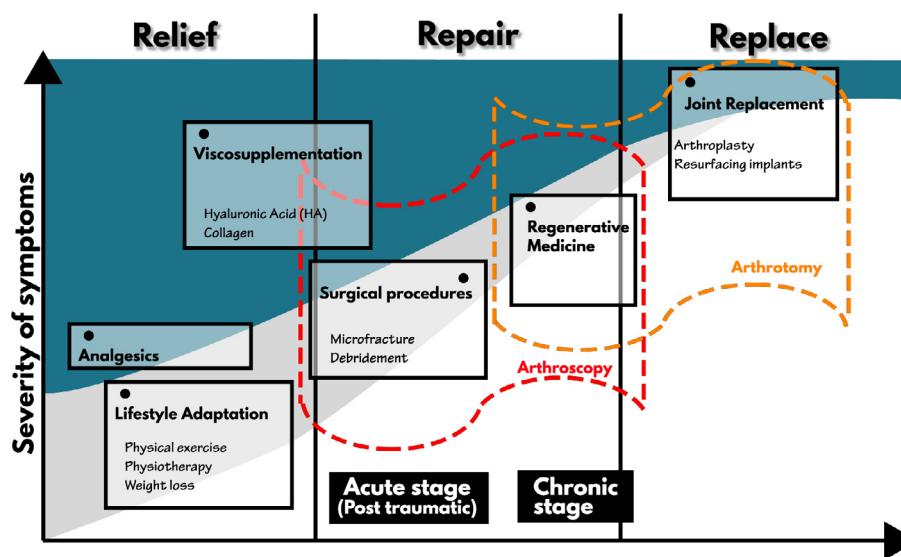 Relief
Repair
Replace
Severity of symptoms
Joint Replacement
Arthroplasty
Resurfacing implants
Viscosupplementation
Hyaluronic Acid (HA)
Collagen
Regenerative
Medicine
Arthrotomy
Surgical procedures
Microfracture
Debridement
Analgesics
Arthroscopy
Lifestyle Adaptation
Physical exercise
Physiotherapy
Weight loss
Acute stage
(Post traumatic)
Chronic
stage